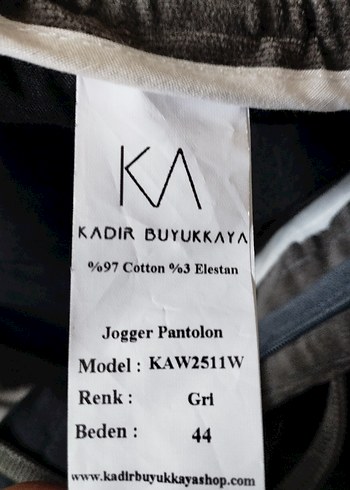 KA
KADIR BUYUKKAYA
%97 Cotton %3 Elestan
Jogger Pantolon
Model : KAW2511W
Renk : Gri
Beden : 44
www.kadirbuyukkayashop.com